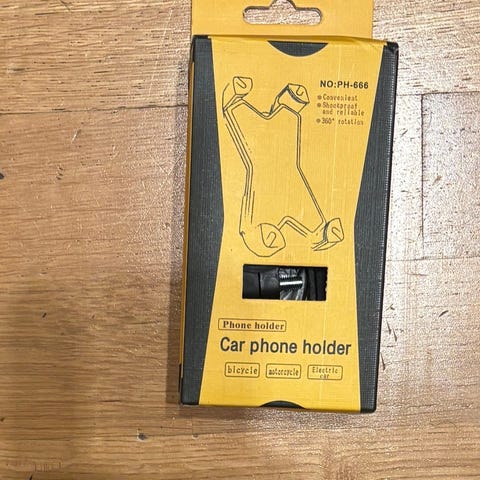 NO:PH-666
Convenient
Shockproof
and reliable
360° rotation
Phone holder
Car phone holder
bicycle
motorcycle
Electric
car